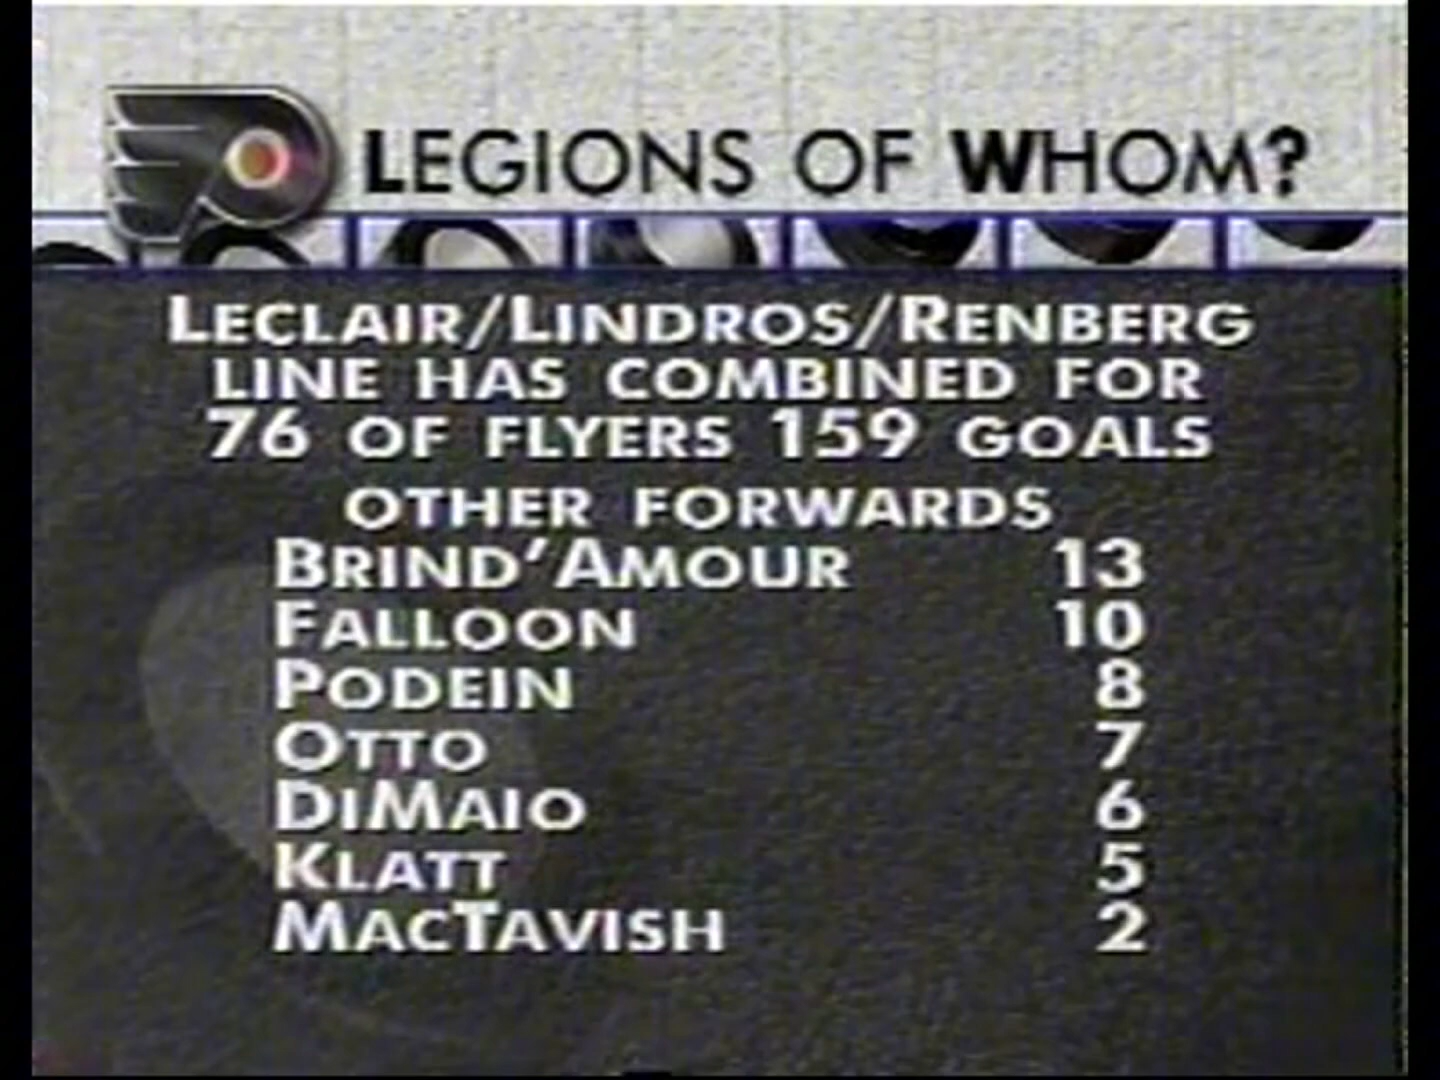 LEGIONS OF WHOM?
LECLAIR/LINDROS/RENBERG
LINE HAS COMBINED FOR
76 OF FLYERS 159 GOALS
OTHER FORWARDS
BRIND'AMOUR 13
FALLOON 10
PODEIN 8
OTTO 7
DIMAIO 6
KLATT 5
MACTAVISH 2